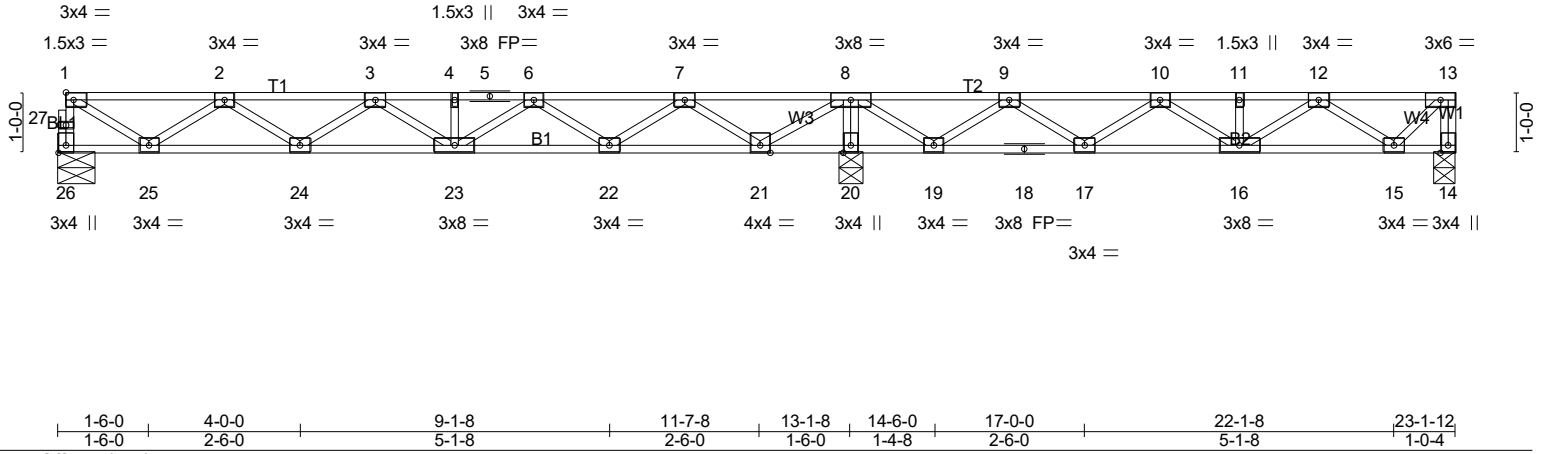 3x4 = 1.5x3 || 3x4 =
1.5x3 = 3x4 = 3x4 = 3x8 FP= 3x4 = 3x8 = 3x4 = 3x4 = 1.5x3 || 3x4 = 3x6 =
1 2 3 4 5 6 7 8 9 10 11 12 13
T1 T2
1-0-0 27 BL W3 W4 W1 1-0-0
B1 B2
26 25 24 23 22 21 20 19 18 17 16 15 14
3x4 || 3x4 = 3x4 = 3x8 = 3x4 = 4x4 = 3x4 || 3x4 = 3x8 FP= 3x8 = 3x4 = 3x4 ||
3x4 =
1-6-0 4-0-0 9-1-8 11-7-8 13-1-8 14-6-0 17-0-0 22-1-8 23-1-12
1-6-0 2-6-0 5-1-8 2-6-0 1-6-0 1-4-8 2-6-0 5-1-8 1-0-4